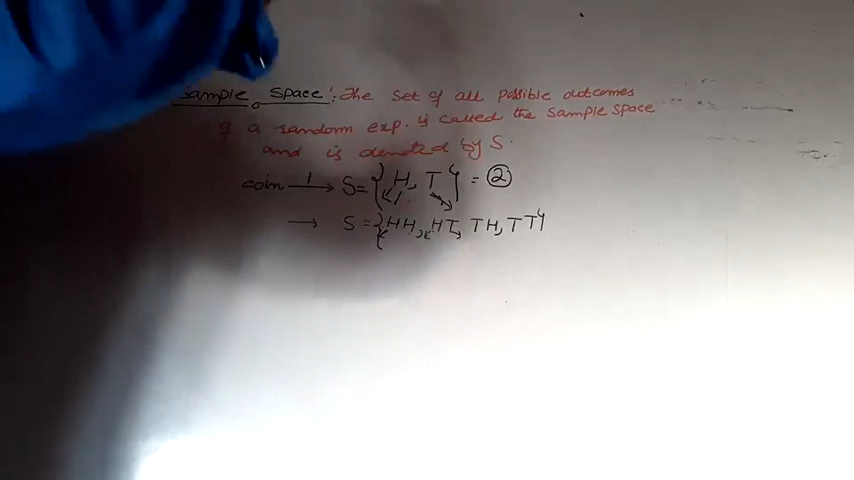 Sample Space: The set of all possible outcomes
of a random exp. is called the sample space
and is denoted by S.
coin 1→ S = {H, T} = 2
→ S = {HH, HT, TH, TT}